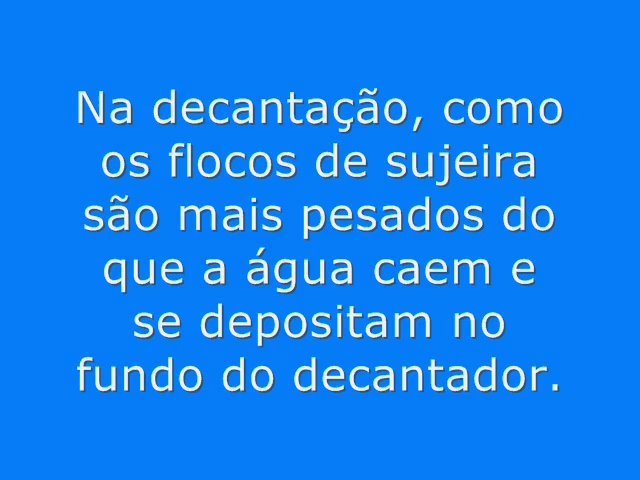 Na decantação, como
os flocos de sujeira
são mais pesados do
que a água caem e
se depositam no
fundo do decantador.